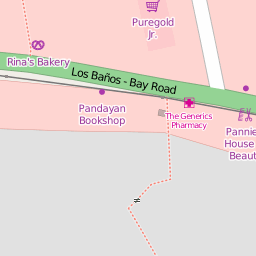 Puregold
Jr.
Rina's Bakery
Los Baños - Bay Road
Pandayan
Bookshop
The Generics
Pharmacy
Pannie
House
Beaut